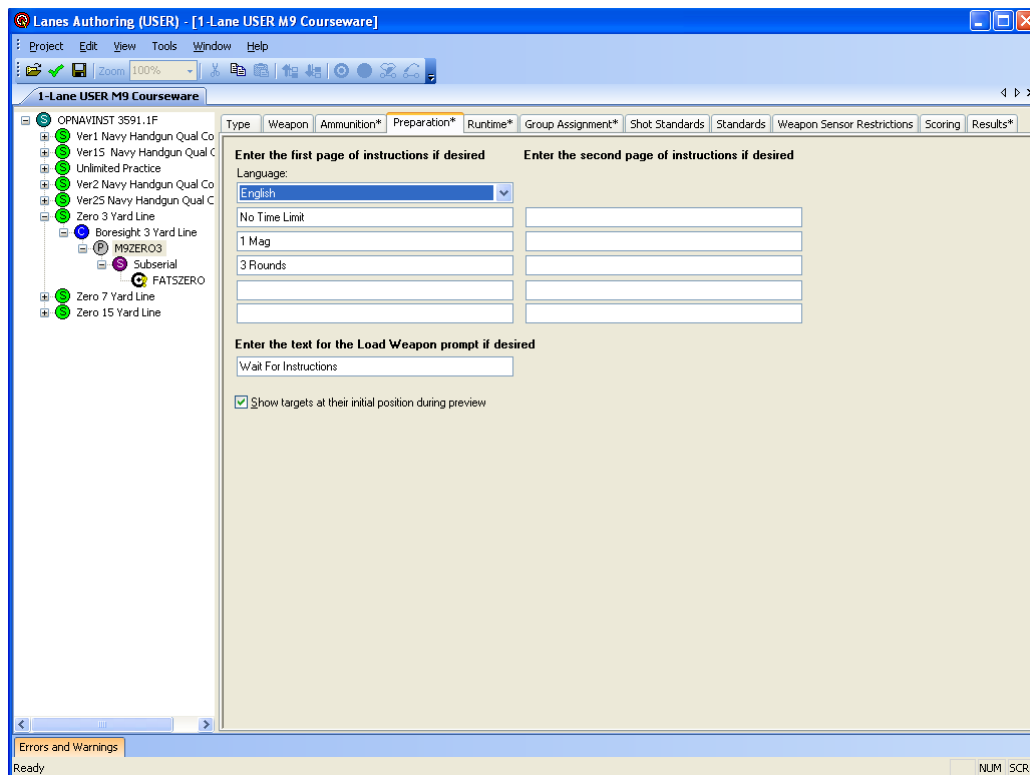 Lanes Authoring (USER) - [1-Lane USER M9 Courseware]
Project Edit View Tools Window Help
Zoom 100%
1-Lane USER M9 Courseware
OPNAVINST 3591.1F
Ver1 Navy Handgun Qual Co
Ver1S Navy Handgun Qual C
Unlimited Practice
Ver2 Navy Handgun Qual Co
Ver2S Navy Handgun Qual C
Zero 3 Yard Line
Boresight 3 Yard Line
M9ZERO3
Subserial
FATSZERO
Zero 7 Yard Line
Zero 15 Yard Line
Type Weapon Ammunition* Preparation* Runtime* Group Assignment* Shot Standards Standards Weapon Sensor Restrictions Scoring Results*
Enter the first page of instructions if desired Enter the second page of instructions if desired
Language:
English
No Time Limit
1 Mag
3 Rounds
Enter the text for the Load Weapon prompt if desired
Wait For Instructions
Show targets at their initial position during preview
Errors and Warnings
Ready NUM SCR